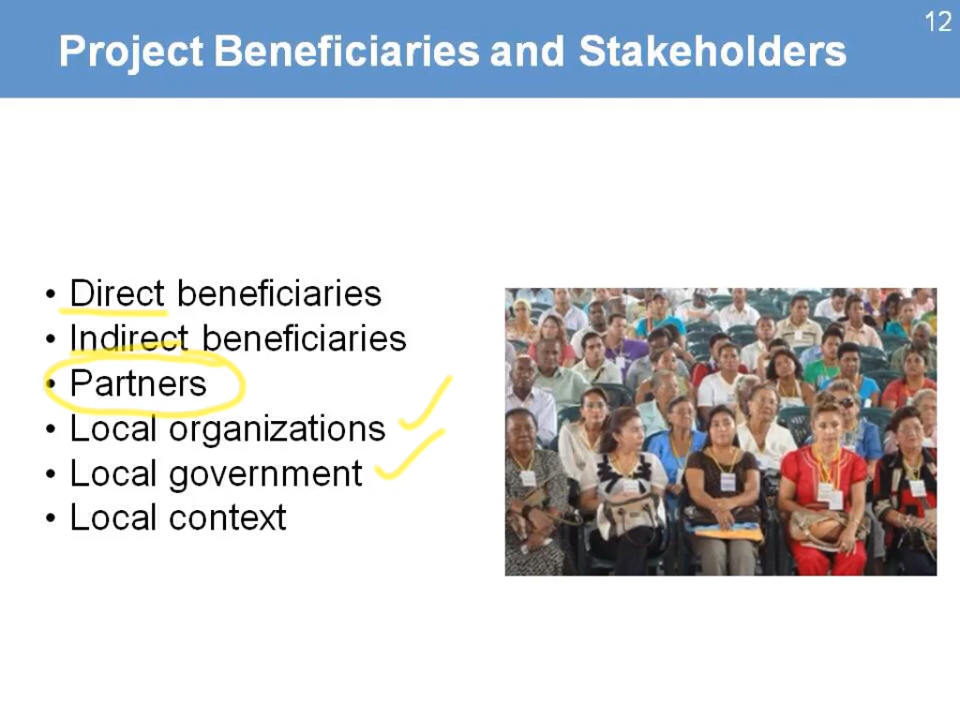 12
Project Beneficiaries and Stakeholders
• Direct beneficiaries
• Indirect beneficiaries
• Partners
• Local organizations
• Local government
• Local context